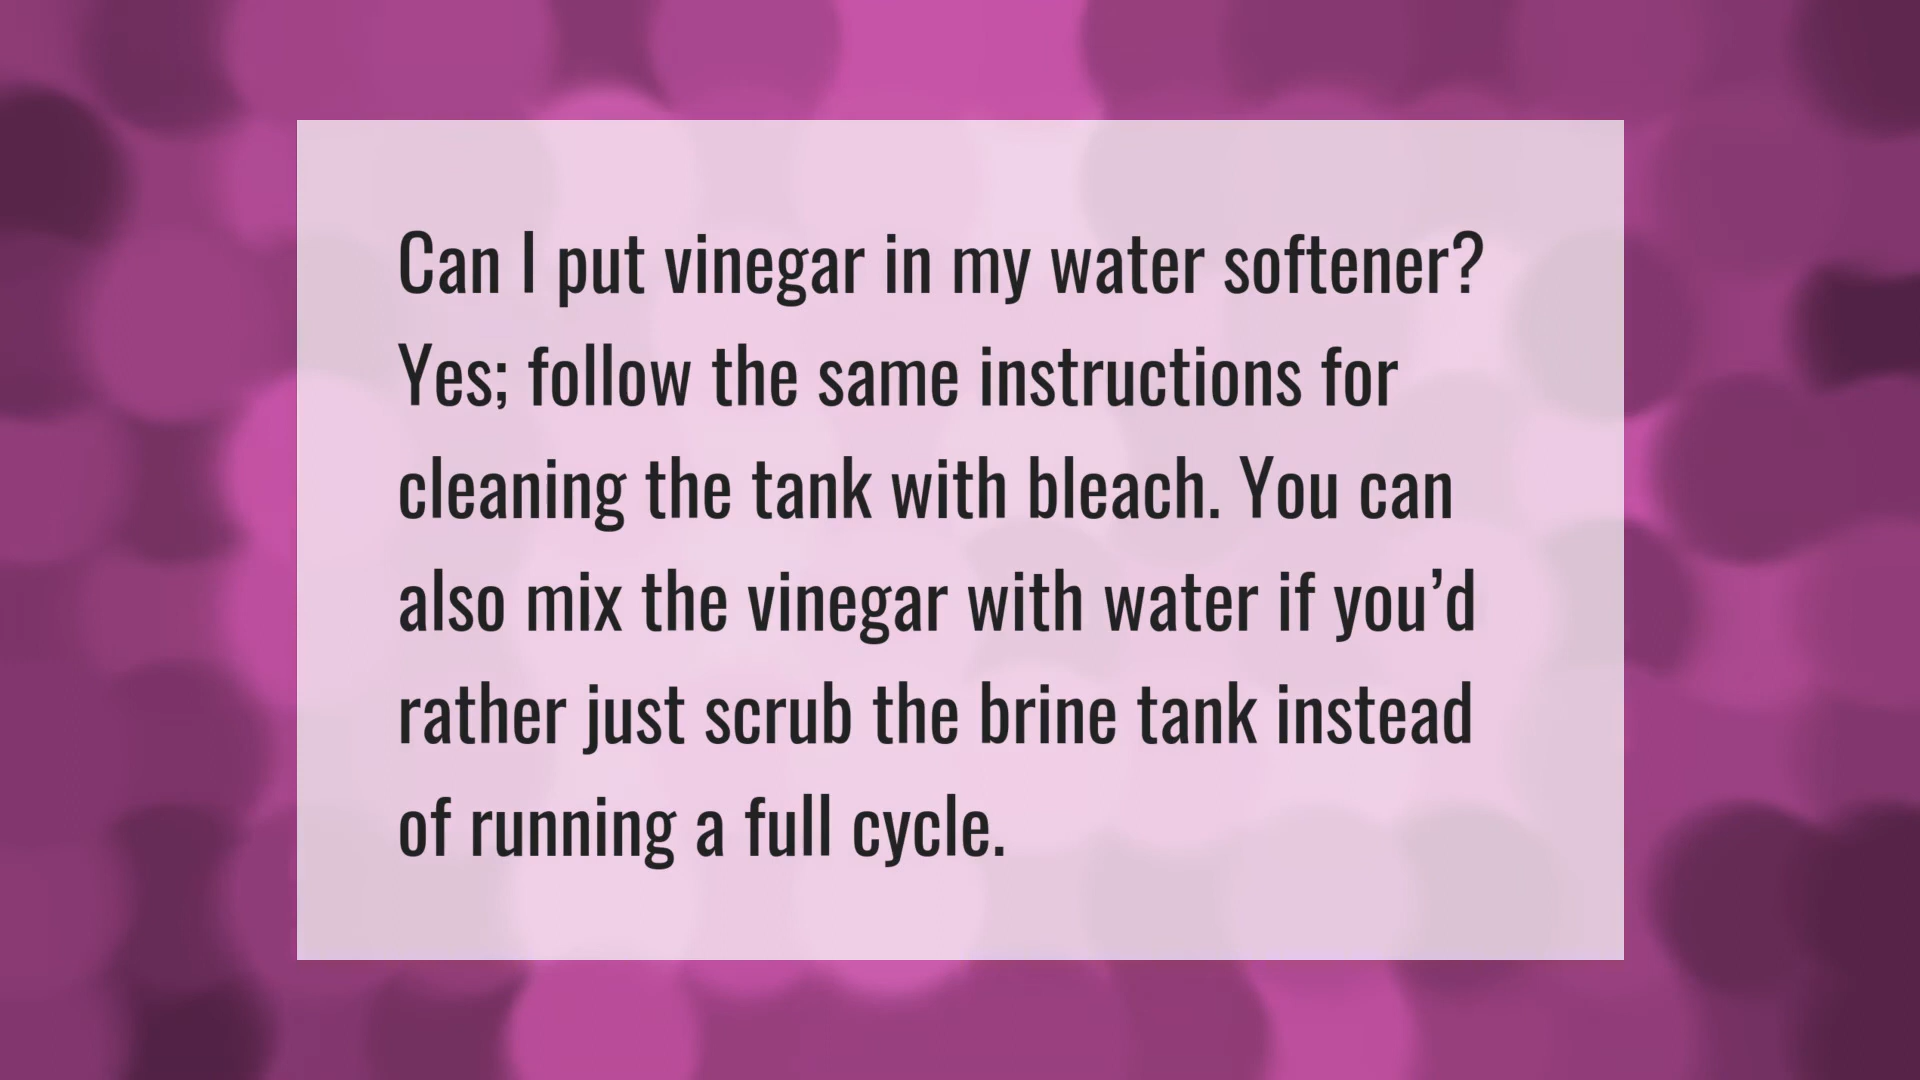 Can I put vinegar in my water softener?
Yes; follow the same instructions for
cleaning the tank with bleach. You can
also mix the vinegar with water if you’d
rather just scrub the brine tank instead
of running a full cycle.